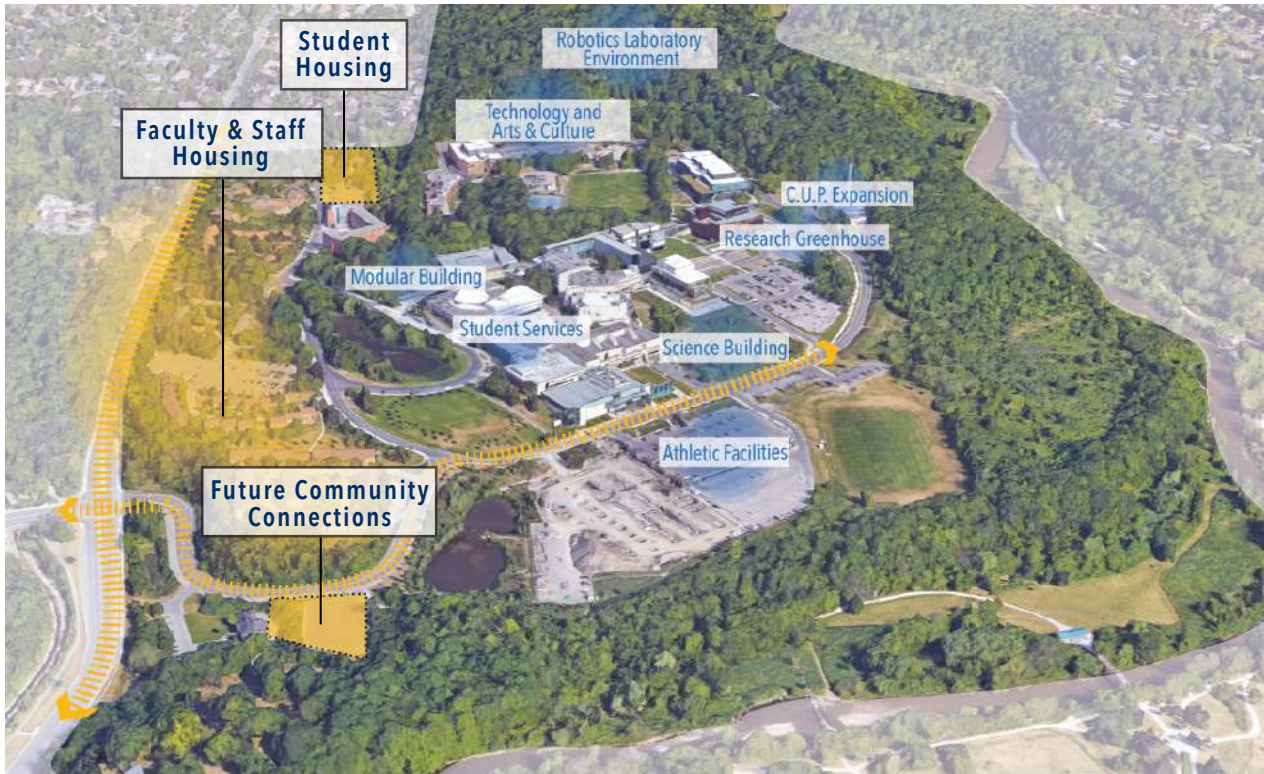 Student
Housing
Robotics Laboratory
Environment
Faculty & Staff
Housing
Technology and
Arts & Culture
C.U.P. Expansion
Research Greenhouse
Modular Building
Student Services
Science Building
Athletic Facilities
Future Community
Connections